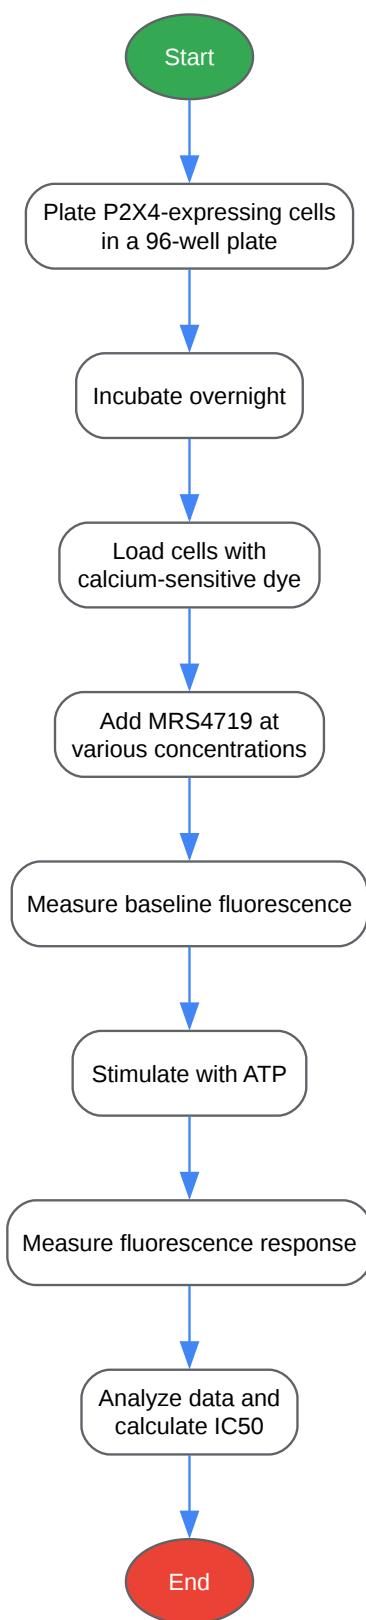 Start
Plate P2X4-expressing cells
in a 96-well plate
Incubate overnight
Load cells with
calcium-sensitive dye
Add MRS4719 at
various concentrations
Measure baseline fluorescence
Stimulate with ATP
Measure fluorescence response
Analyze data and
calculate IC50
End